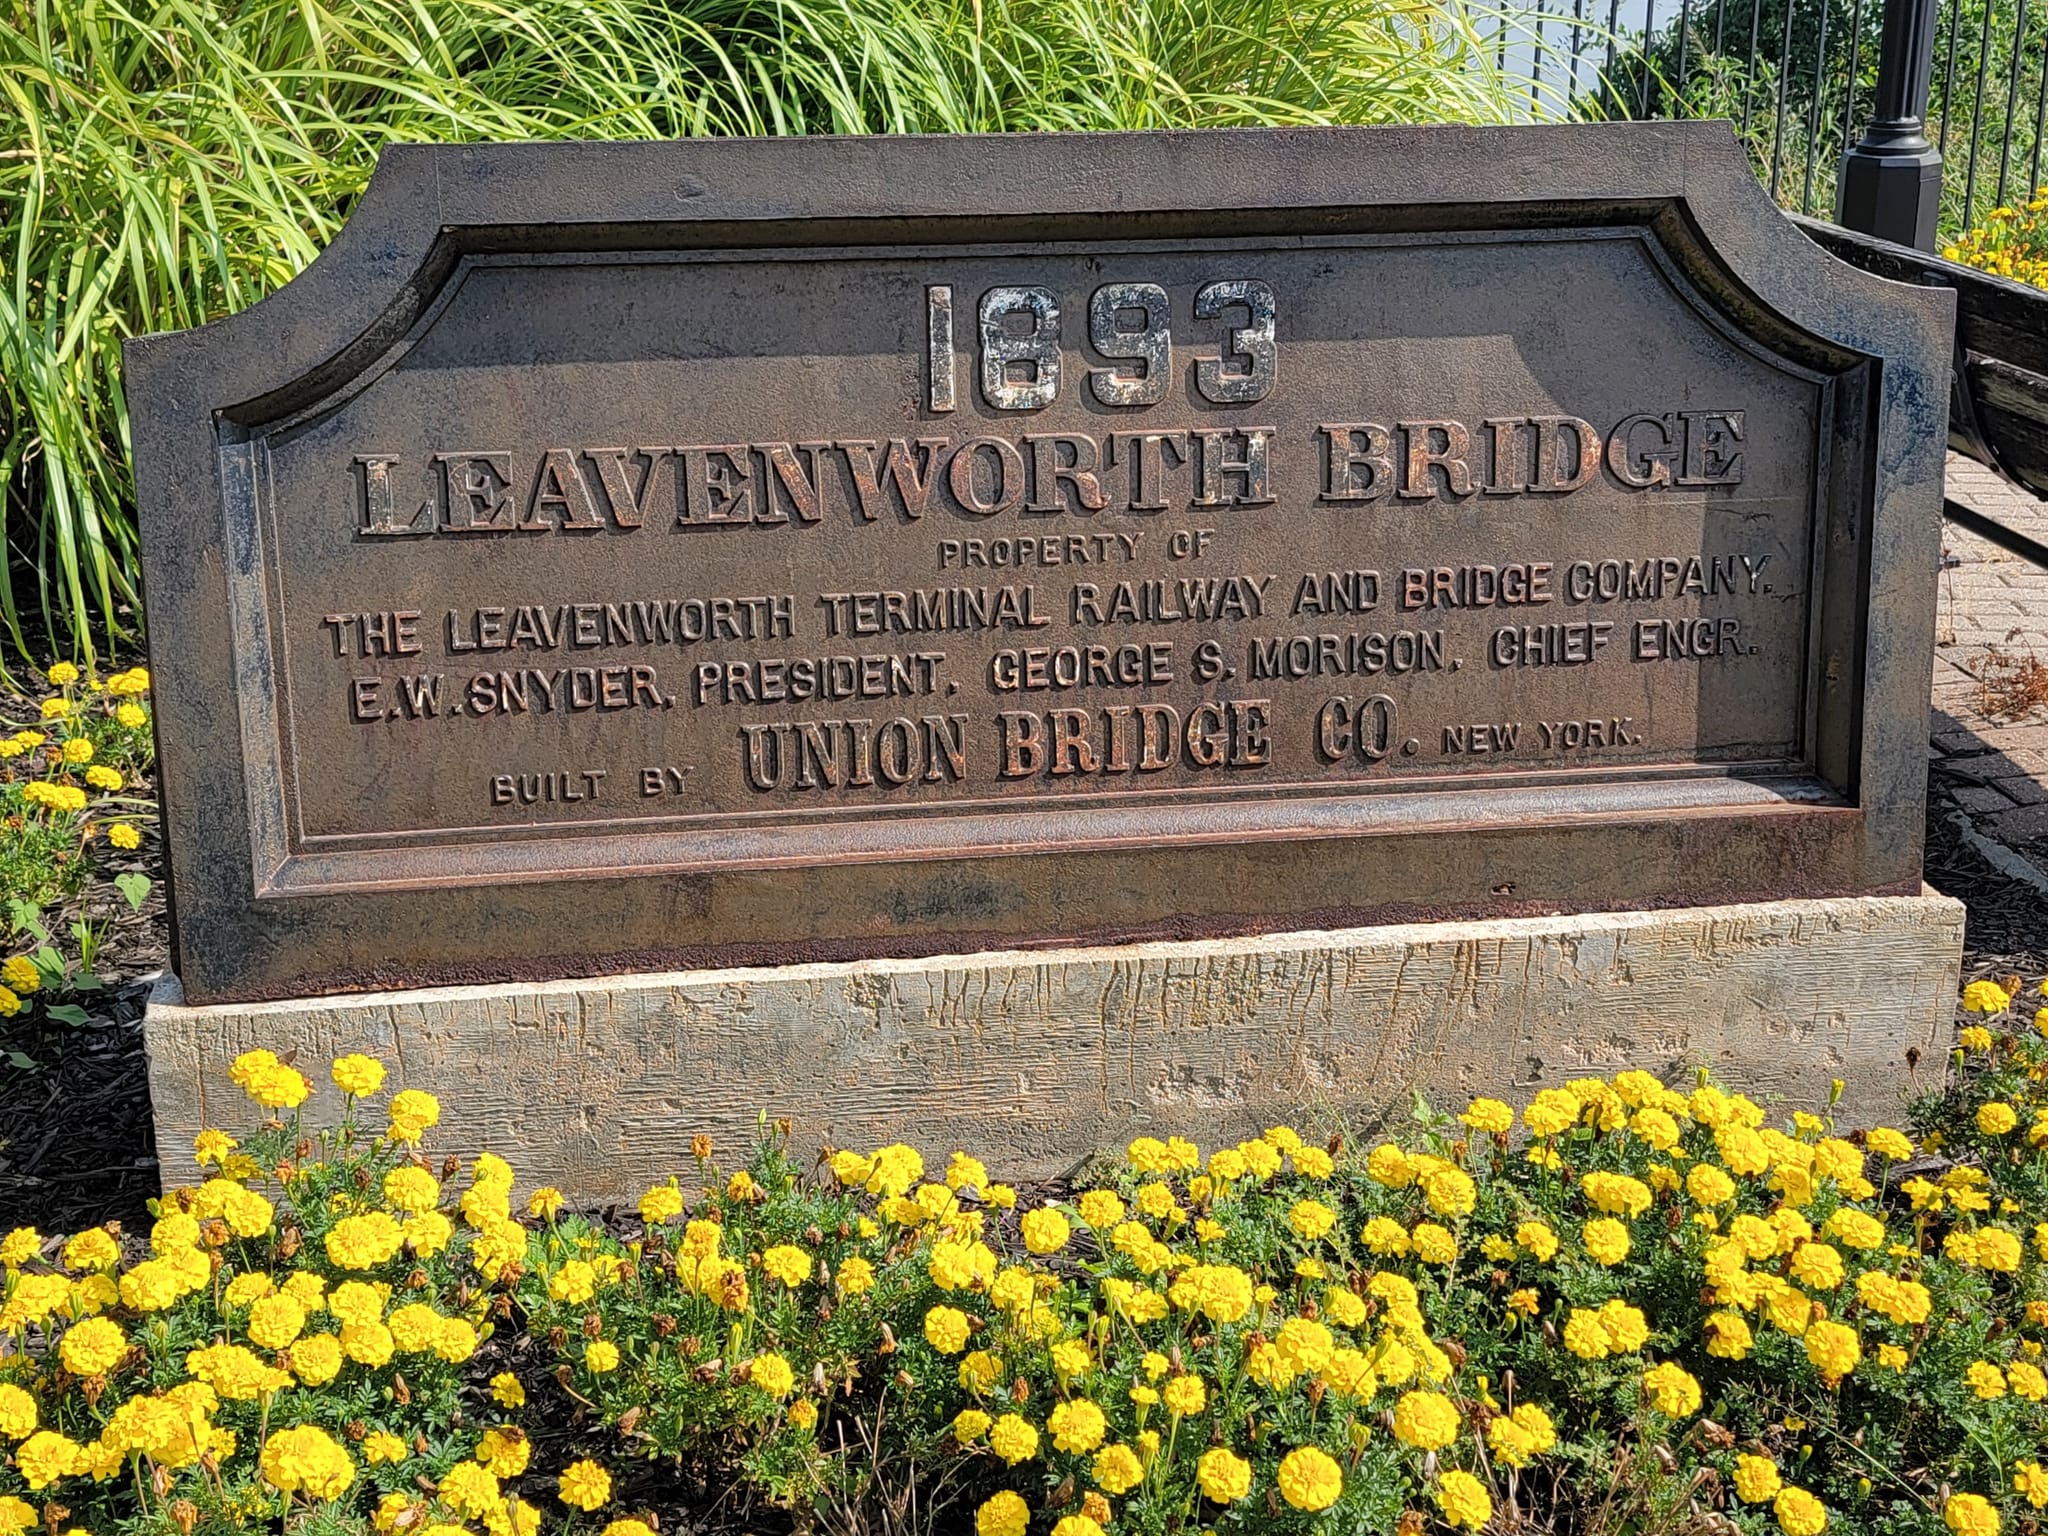 1893
LEAVENWORTH BRIDGE
PROPERTY OF
THE LEAVENWORTH TERMINAL RAILWAY AND BRIDGE COMPANY.
E.W. SNYDER, PRESIDENT. GEORGE S. MORISON. CHIEF ENGR.
BUILT BY UNION BRIDGE CO. NEW YORK.